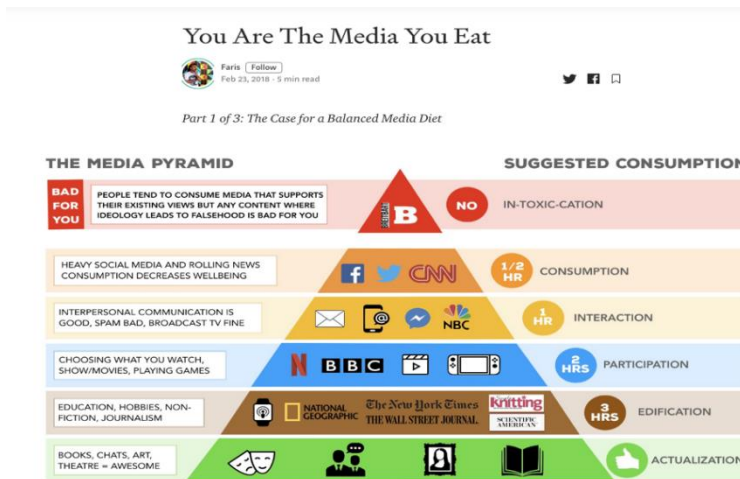 You Are The Media You Eat
Faris Follow
Feb 23, 2018 · 5 min read
Part 1 of 3: The Case for a Balanced Media Diet
THE MEDIA PYRAMID
SUGGESTED CONSUMPTION
BAD
FOR
YOU
PEOPLE TEND TO CONSUME MEDIA THAT SUPPORTS
THEIR EXISTING VIEWS BUT ANY CONTENT WHERE
IDEOLOGY LEADS TO FALSEHOOD IS BAD FOR YOU
B
NO
IN-TOXIC-CATION
HEAVY SOCIAL MEDIA AND ROLLING NEWS
CONSUMPTION DECREASES WELLBEING
CNN
1/2
HR
CONSUMPTION
INTERPERSONAL COMMUNICATION IS
GOOD, SPAM BAD, BROADCAST TV FINE
@
NBC
1
HR
INTERACTION
CHOOSING WHAT YOU WATCH,
SHOW/MOVIES, PLAYING GAMES
N
BBC
2
HRS
PARTICIPATION
EDUCATION, HOBBIES, NON-
FICTION, JOURNALISM
NATIONAL
GEOGRAPHIC
The New York Times
THE WALL STREET JOURNAL.
Knitting
SCIENTIFIC
AMERICAN
3
HRS
EDIFICATION
BOOKS, CHATS, ART,
THEATRE = AWESOME
ACTUALIZATION